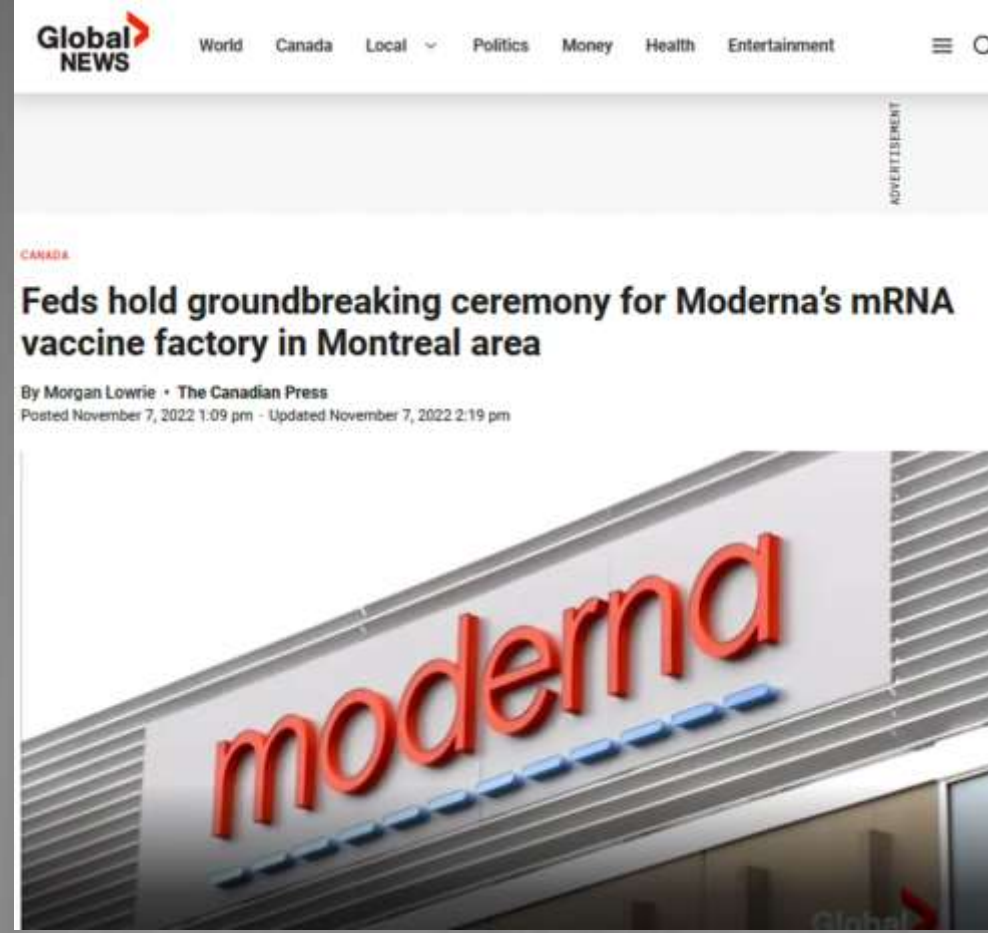 Global NEWS
World Canada Local Politics Money Health Entertainment
ADVERTISEMENT
CANADA
Feds hold groundbreaking ceremony for Moderna's mRNA
vaccine factory in Montreal area
By Morgan Lowrie • The Canadian Press
Posted November 7, 2022 1:09 pm - Updated November 7, 2022 2:19 pm
moderna
Global